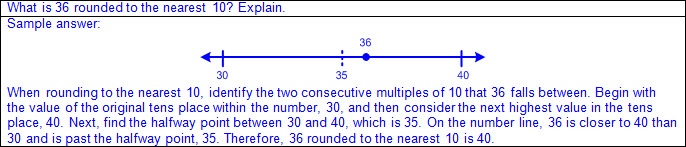 What is 36 rounded to the nearest 10? Explain.
Sample answer:
36
30 35 40
When rounding to the nearest 10, identify the two consecutive multiples of 10 that 36 falls between. Begin with
the value of the original tens place within the number, 30, and then consider the next highest value in the tens
place, 40. Next, find the halfway point between 30 and 40, which is 35. On the number line, 36 is closer to 40 than
30 and is past the halfway point, 35. Therefore, 36 rounded to the nearest 10 is 40.